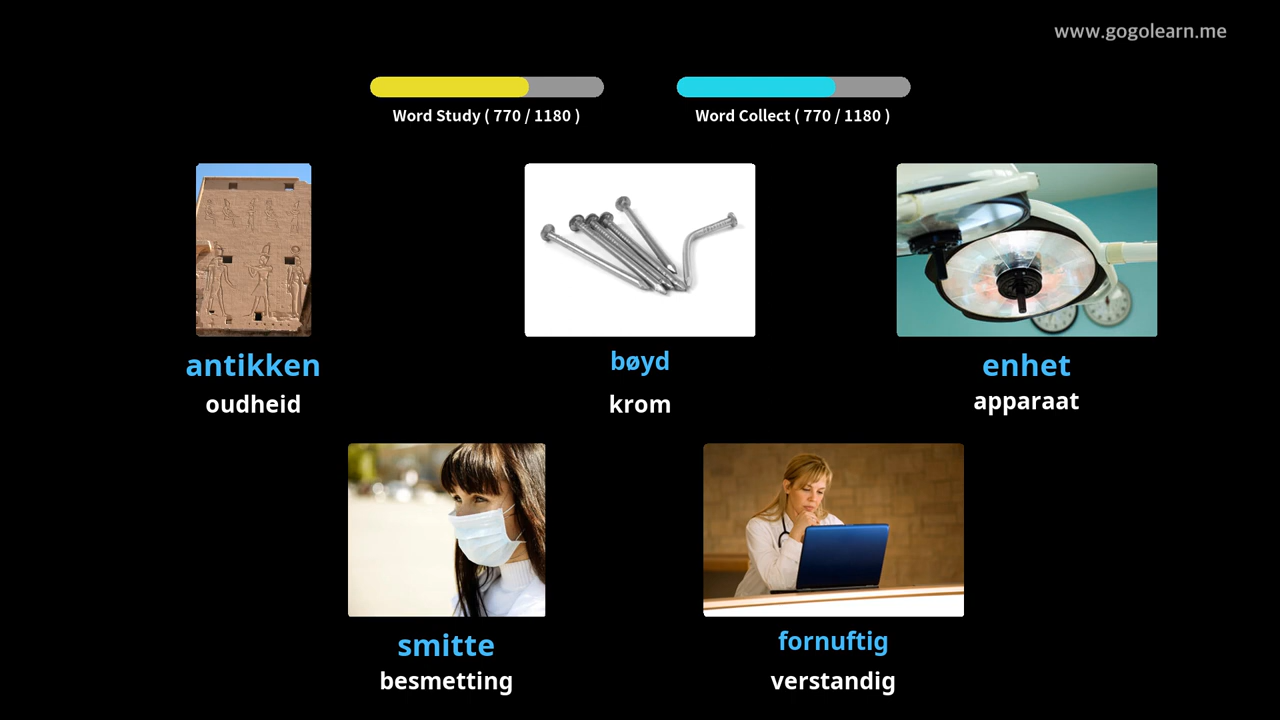 www.gogolearn.me
Word Study ( 770 / 1180 )
Word Collect ( 770 / 1180 )
antikken
oudheid
bøyd
krom
enhet
apparaat
smitte
besmetting
fornuftig
verstandig